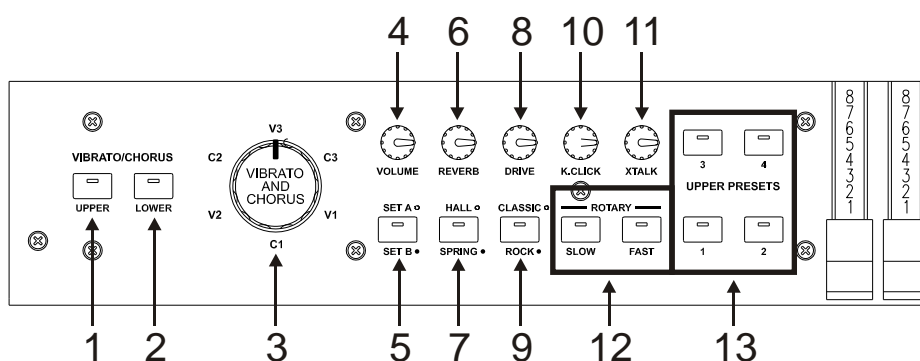 4 6 8 10 11
V3
VIBRATO/CHORUS
C2 C3
VIBRATO
AND
CHORUS
V2 V1
C1
UPPER LOWER
VOLUME REVERB DRIVE K.CLICK XTALK
SET A HALL CLASSIC ROTARY
SET B SPRING ROCK SLOW FAST
3 4
UPPER PRESETS
1 2
8 8
7 7
6 6
5 5
4 4
3 3
2 2
1 1
1 2 3 5 7 9 12 13